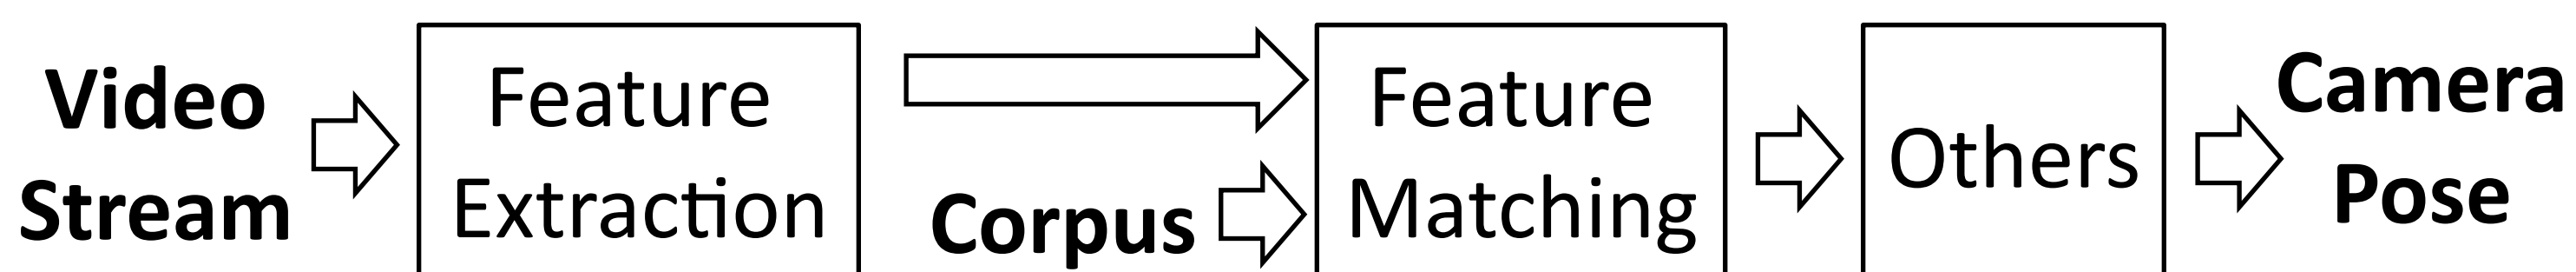 Video
Stream
Feature
Extraction
Corpus
Feature
Matching
Others
Camera
Pose